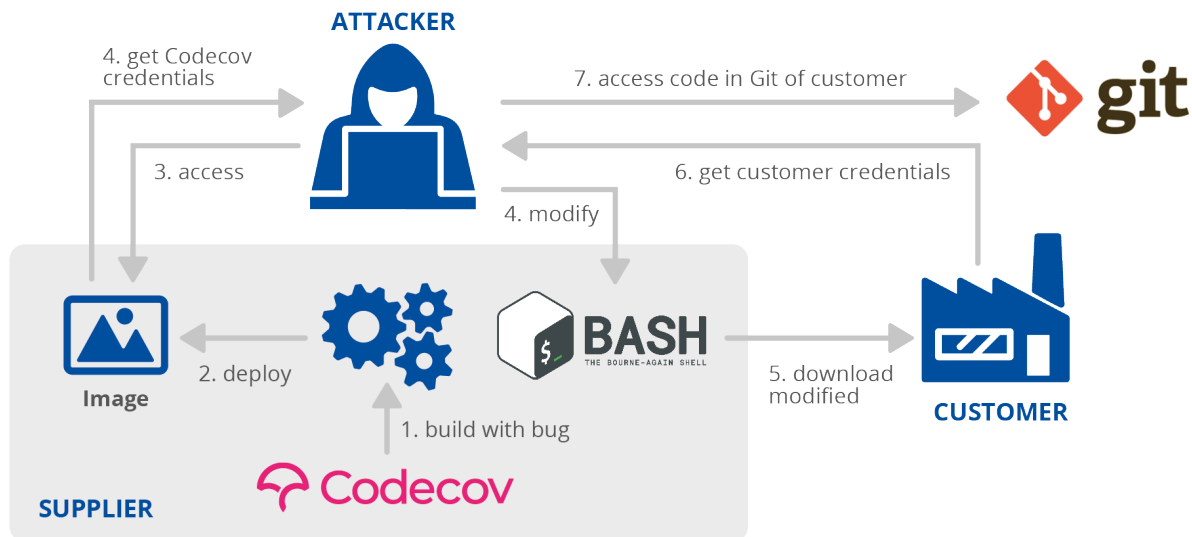 ATTACKER
4. get Codecov
credentials
7. access code in Git of customer
git
3. access
6. get customer credentials
4. modify
$
BASH
THE BOURNE-AGAIN SHELL
2. deploy
Image
5. download
modified
CUSTOMER
1. build with bug
Codecov
SUPPLIER